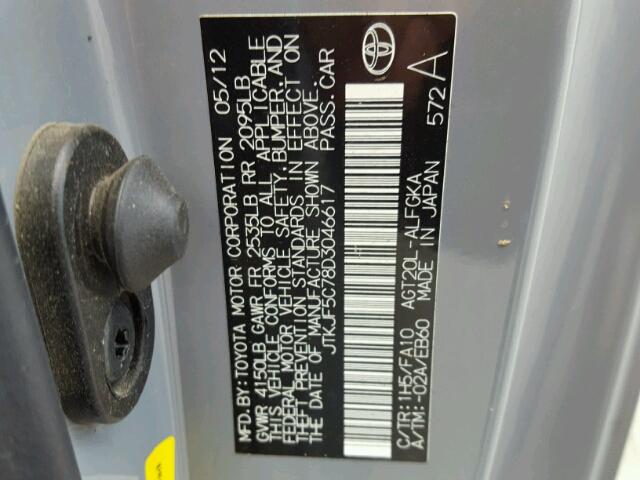 MFD.BY:TOYOTA MOTOR CORPORATION 05/12
GVWR 4150LB GAWR FR 2535LB RR 2095LB
THIS VEHICLE CONFORMS TO ALL APPLICABLE
FEDERAL MOTOR VEHICLE SAFETY, BUMPER, AND
THEFT PREVENTION STANDARDS IN EFFECT ON
THE DATE OF MANUFACTURE SHOWN ABOVE.
JTKJF5C78D3046617 PASS.CAR
C/TR:1H5/FA10 AGT20L-ALFGKA 572A
A/TM:-02A/EB60 MADE IN JAPAN